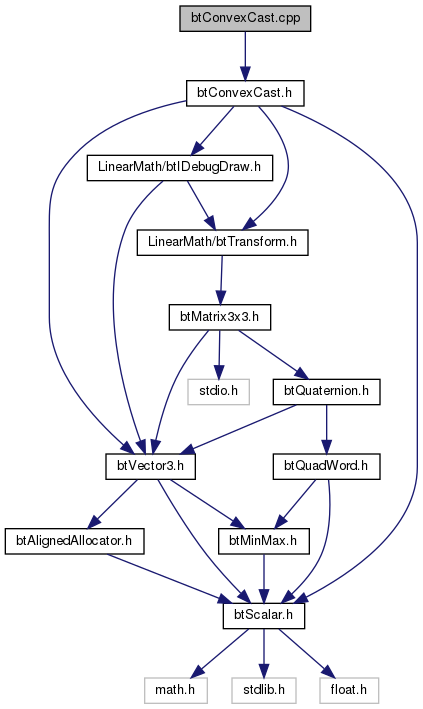 btConvexCast.cpp
btConvexCast.h
LinearMath/btIDebugDraw.h
LinearMath/btTransform.h
btMatrix3x3.h
stdio.h
btQuaternion.h
btVector3.h
btQuadWord.h
btAlignedAllocator.h
btMinMax.h
btScalar.h
math.h
stdlib.h
float.h